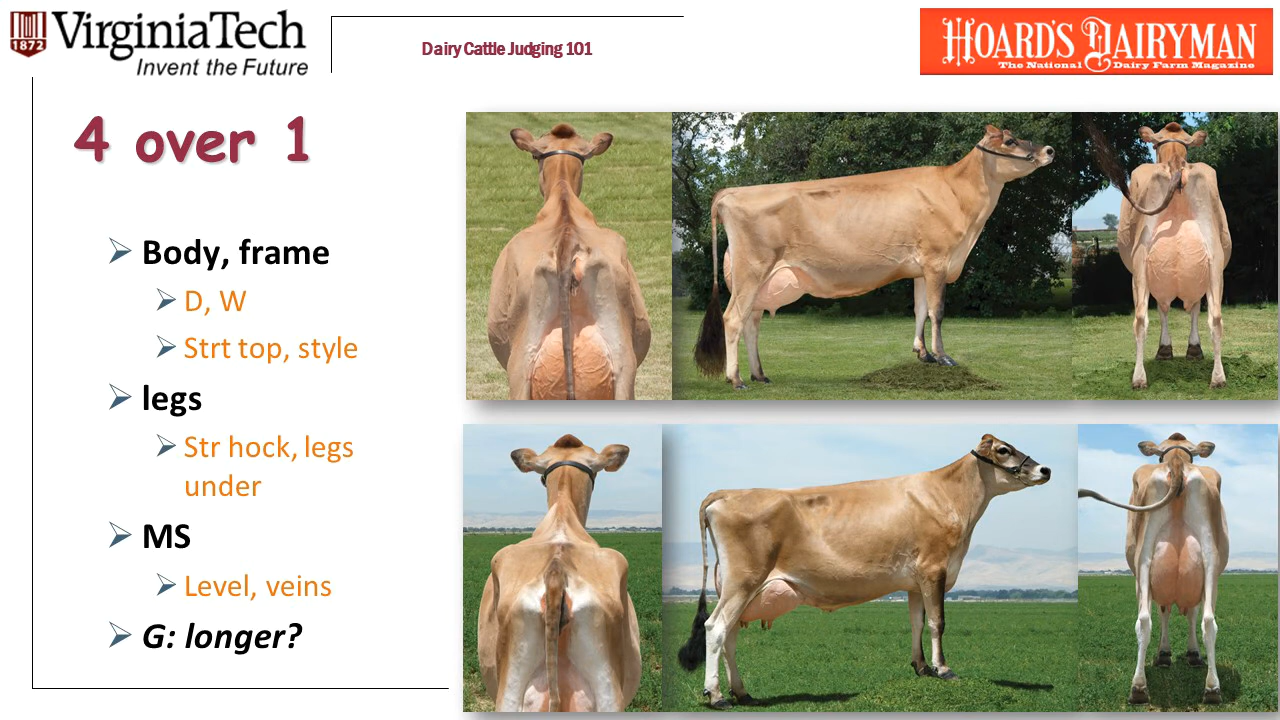 VirginiaTech
1872
Invent the Future
Dairy Cattle Judging 101
HOARD'S DAIRYMAN
The National Dairy Farm Magazine
4 over 1
Body, frame
D, W
Strt top, style
legs
Str hock, legs
under
MS
Level, veins
G: longer?